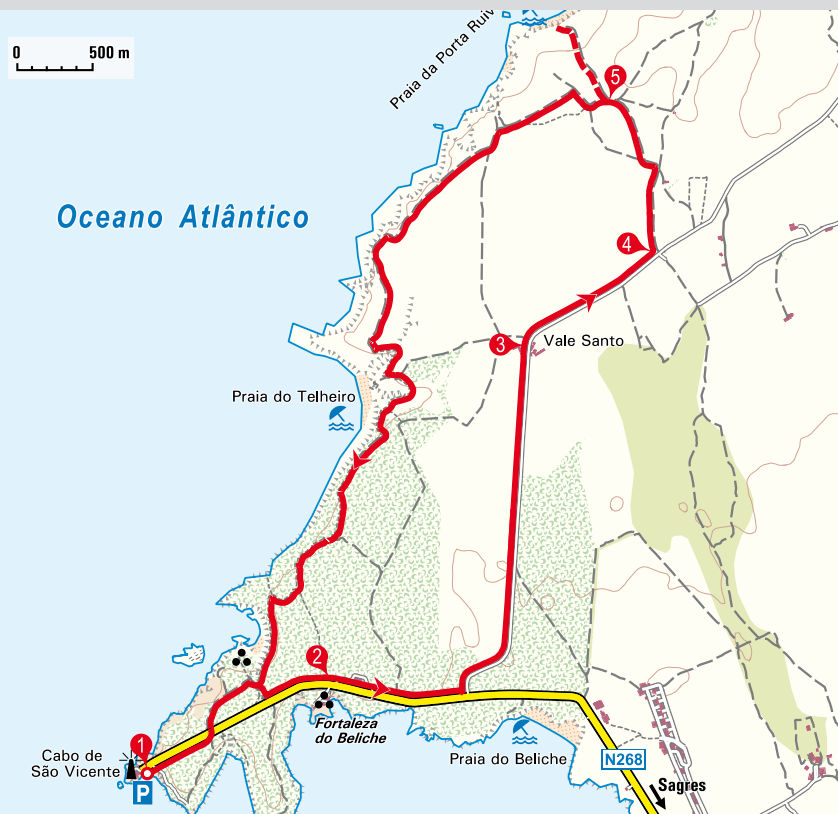 0 500 m
Praia da Porta Ruiv
5
Oceano Atlântico
4
3
Vale Santo
Praia do Telheiro
2
Fortaleza
do Beliche
1
Cabo de
São Vicente
P
Praia do Beliche
N268
Sagres